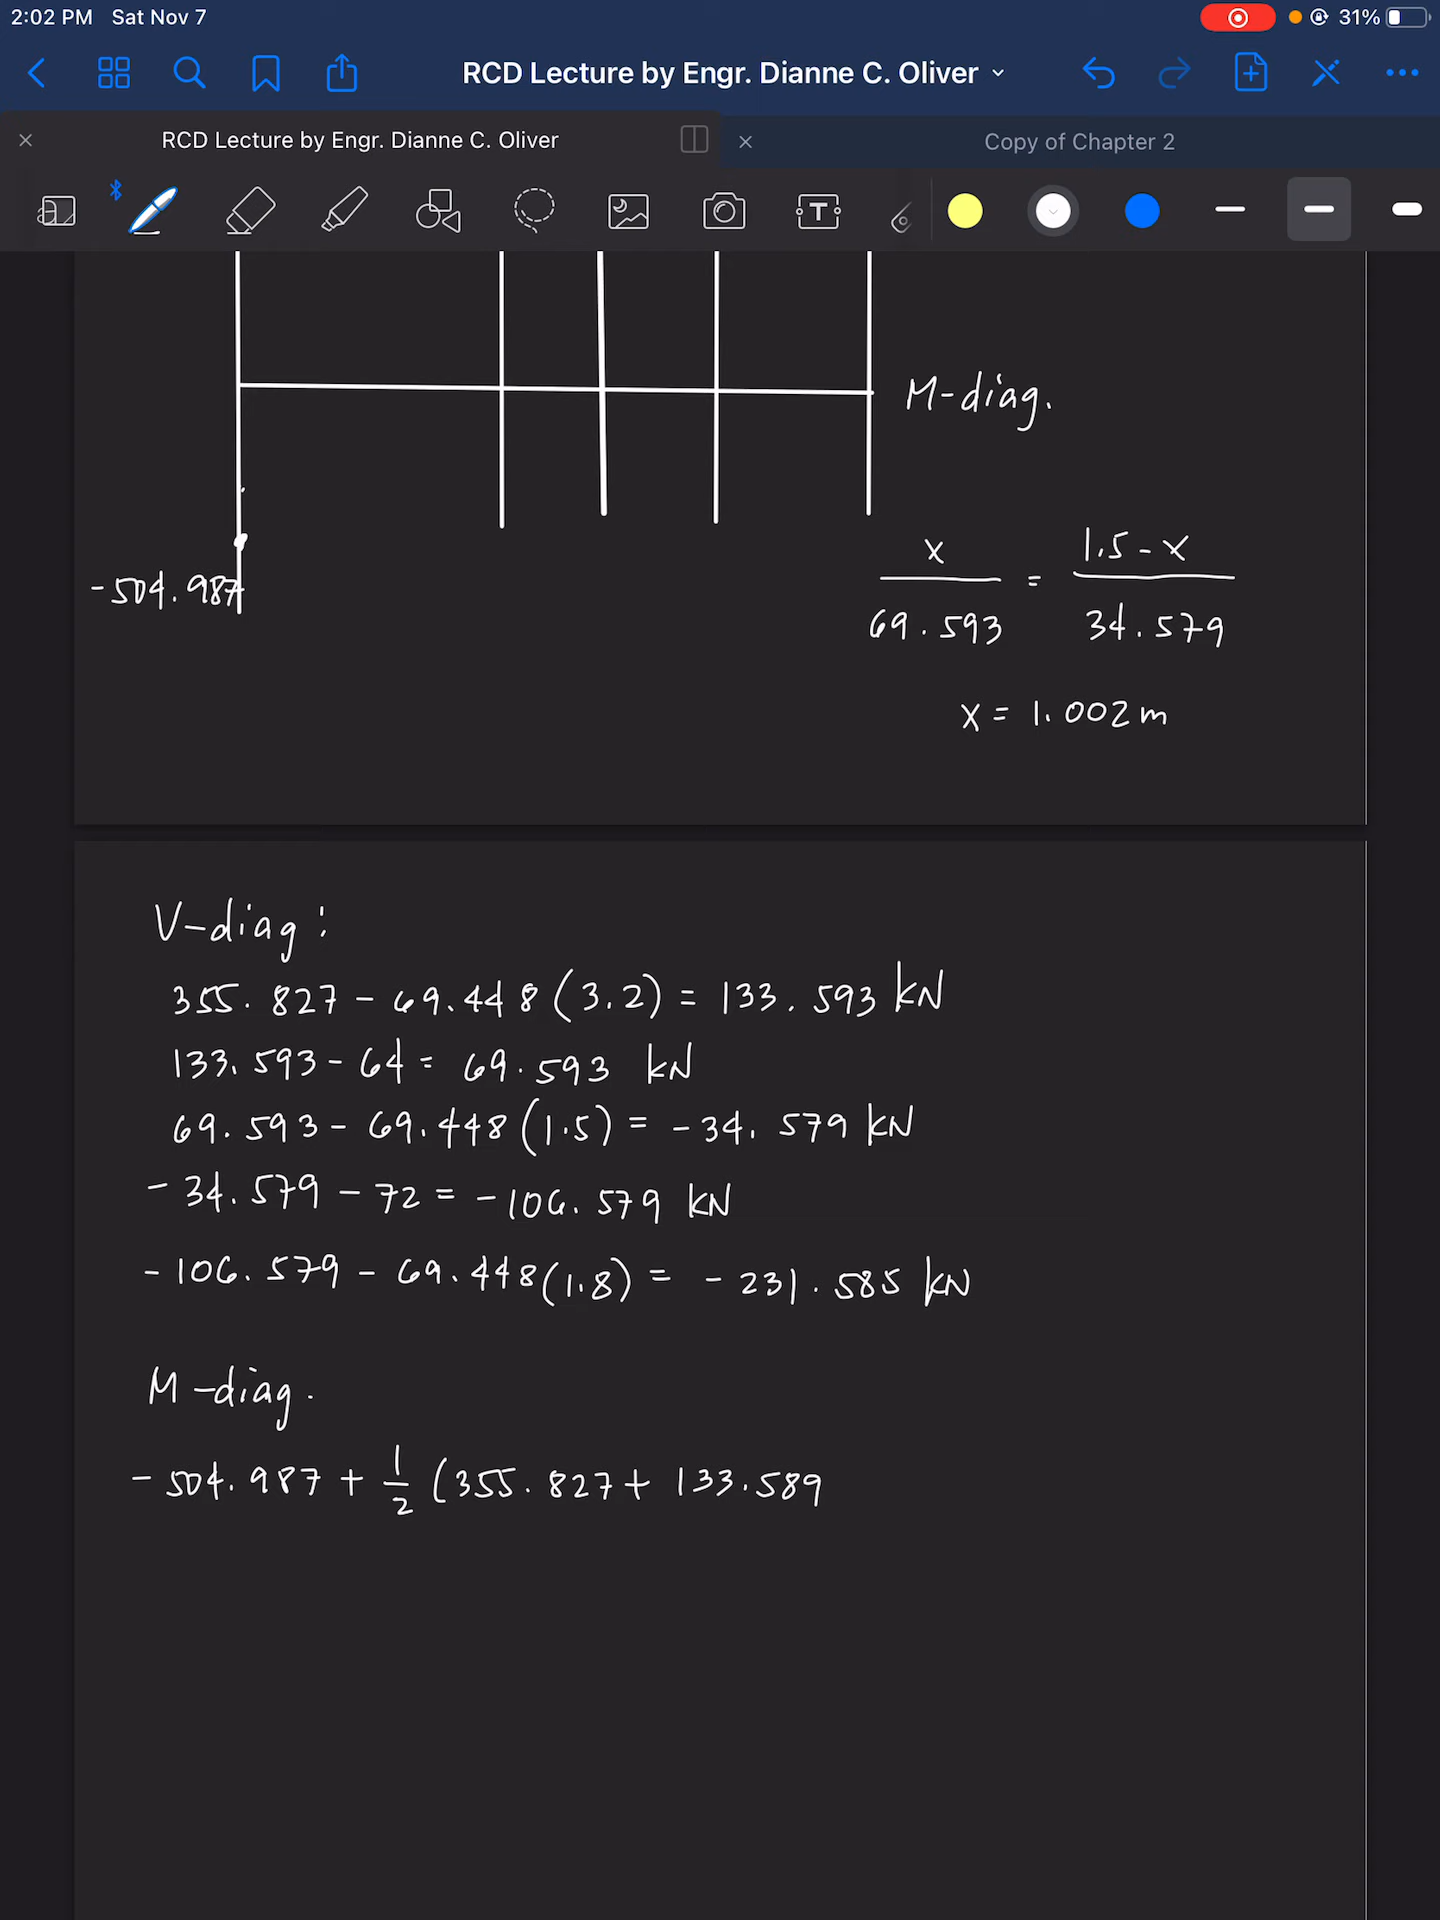 2:02 PM Sat Nov 7 31%
RCD Lecture by Engr. Dianne C. Oliver
RCD Lecture by Engr. Dianne C. Oliver Copy of Chapter 2
a T
M-diag.
-504.987
x / 69.593 = 1.5-x / 34.579
x = 1.002 m
V-diag:
355.827 - 69.448 (3.2) = 133.593 kN
133.593 - 64 = 69.593 kN
69.593 - 69.448 (1.5) = -34.579 kN
-34.579 - 72 = -106.579 kN
-106.579 - 69.448 (1.8) = -231.585 kN
M-diag.
-504.987 + 1/2 (355.827 + 133.589